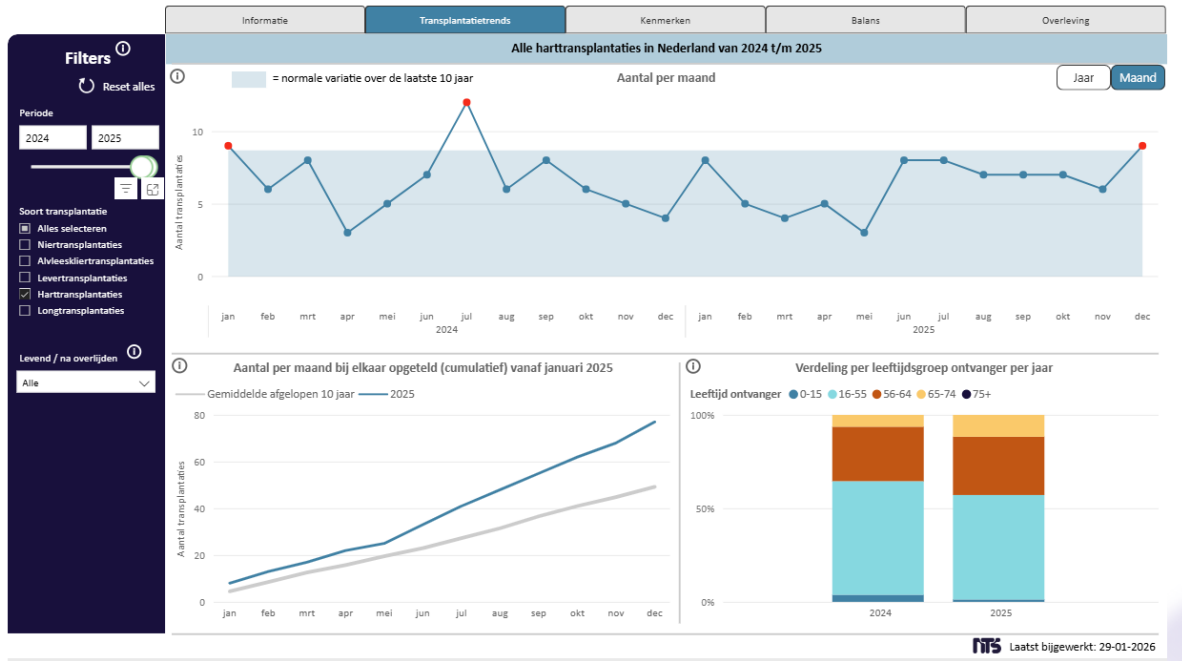 Informatie
Transplantatietrends
Kenmerken
Balans
Overleving
Filters
Reset alles
Periode
2024 2025
Soort transplantatie
Alles selecteren
Niertransplantaties
Alvleeskliertransplantaties
Levertransplantaties
Harttransplantaties
Longtransplantaties
Levend / na overlijden
Alle
Alle harttransplantaties in Nederland van 2024 t/m 2025
= normale variatie over de laatste 10 jaar
Aantal per maand
Jaar Maand
Aantal transplantaties
10
5
0
jan feb mrt apr mei jun jul aug sep okt nov dec jan feb mrt apr mei jun jul aug sep okt nov dec
2024 2025
Aantal per maand bij elkaar opgeteld (cumulatief) vanaf januari 2025
Gemiddelde afgelopen 10 jaar 2025
Aantal transplantaties
80
60
40
20
0
jan feb mrt apr mei jun jul aug sep okt nov dec
Verdeling per leeftijdsgroep ontvanger per jaar
Leeftijd ontvanger 0-15 16-55 56-64 65-74 75+
100%
50%
0%
2024 2025
NTS Laatst bijgewerkt: 29-01-2026